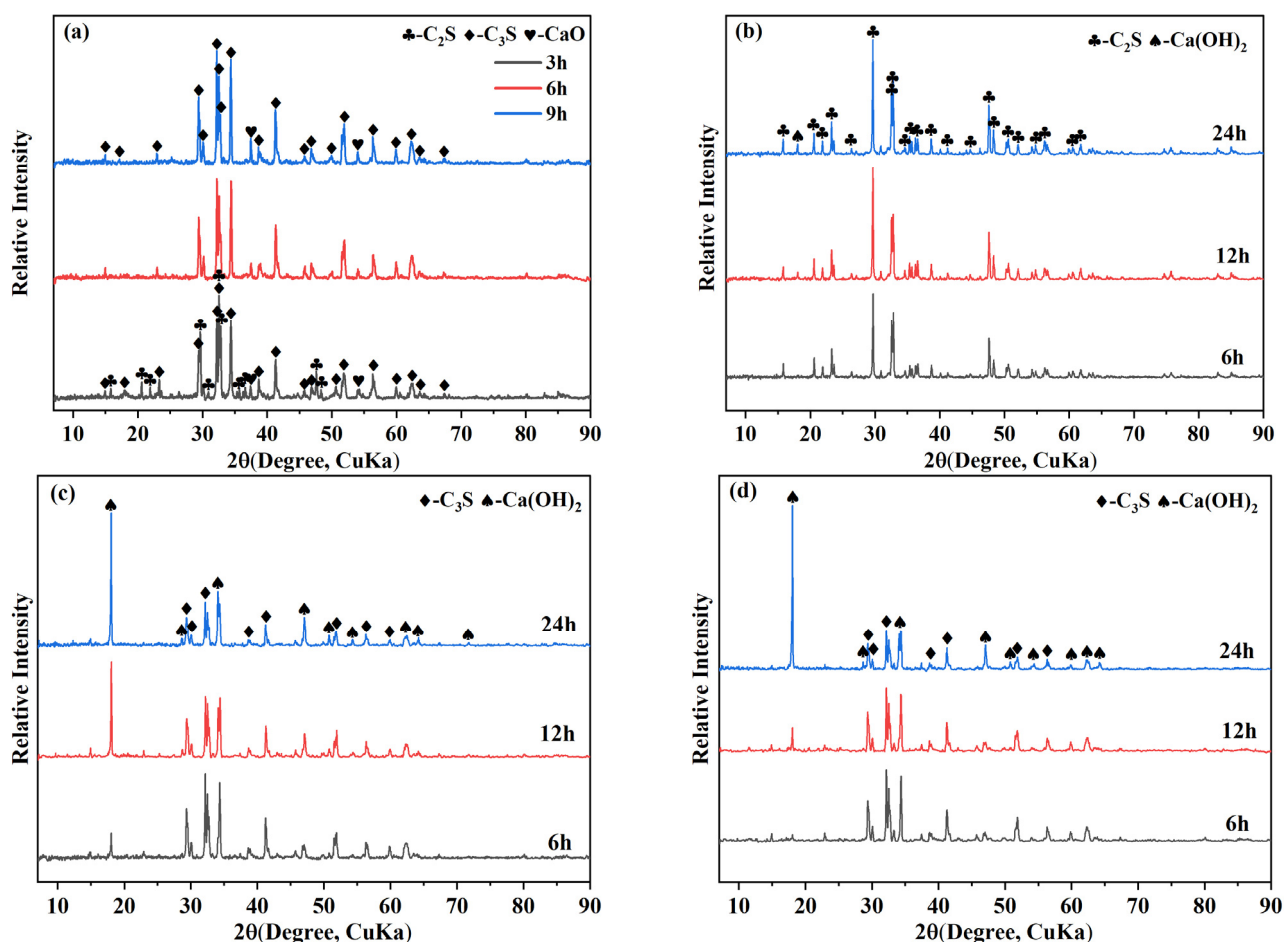 (a) ♣-C₂S ♦-C₃S ♥-CaO
3h
6h
9h
Relative Intensity
10 20 30 40 50 60 70 80 90
2θ(Degree, CuKa)
(b) ♣-C₂S ♠-Ca(OH)₂
24h
12h
6h
Relative Intensity
10 20 30 40 50 60 70 80 90
2θ(Degree, CuKa)
(c) ♦-C₃S ♠-Ca(OH)₂
24h
12h
6h
Relative Intensity
10 20 30 40 50 60 70 80 90
2θ(Degree, CuKa)
(d) ♦-C₃S ♠-Ca(OH)₂
24h
12h
6h
Relative Intensity
10 20 30 40 50 60 70 80 90
2θ(Degree, CuKa)